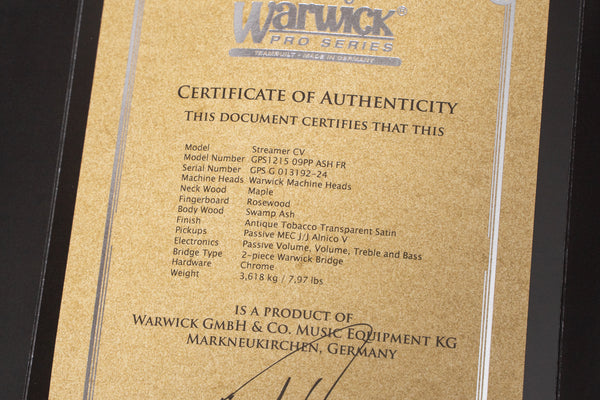 Warwick®
PRO SERIES
TEAMBUILT - MADE IN GERMANY
CERTIFICATE OF AUTHENTICITY
THIS DOCUMENT CERTIFIES THAT THIS
Model Streamer CV
Model Number GPS1215 09PP ASH FR
Serial Number GPS G 013192-24
Machine Heads Warwick Machine Heads
Neck Wood Maple
Fingerboard Rosewood
Body Wood Swamp Ash
Finish Antique Tobacco Transparent Satin
Pickups Passive MEC J/J Alnico V
Electronics Passive Volume, Volume, Treble and Bass
Bridge Type 2-piece Warwick Bridge
Hardware Chrome
Weight 3,618 kg / 7,97 lbs
IS A PRODUCT OF
WARWICK GMBH & CO. MUSIC EQUIPMENT KG
MARKNEUKIRCHEN, GERMANY